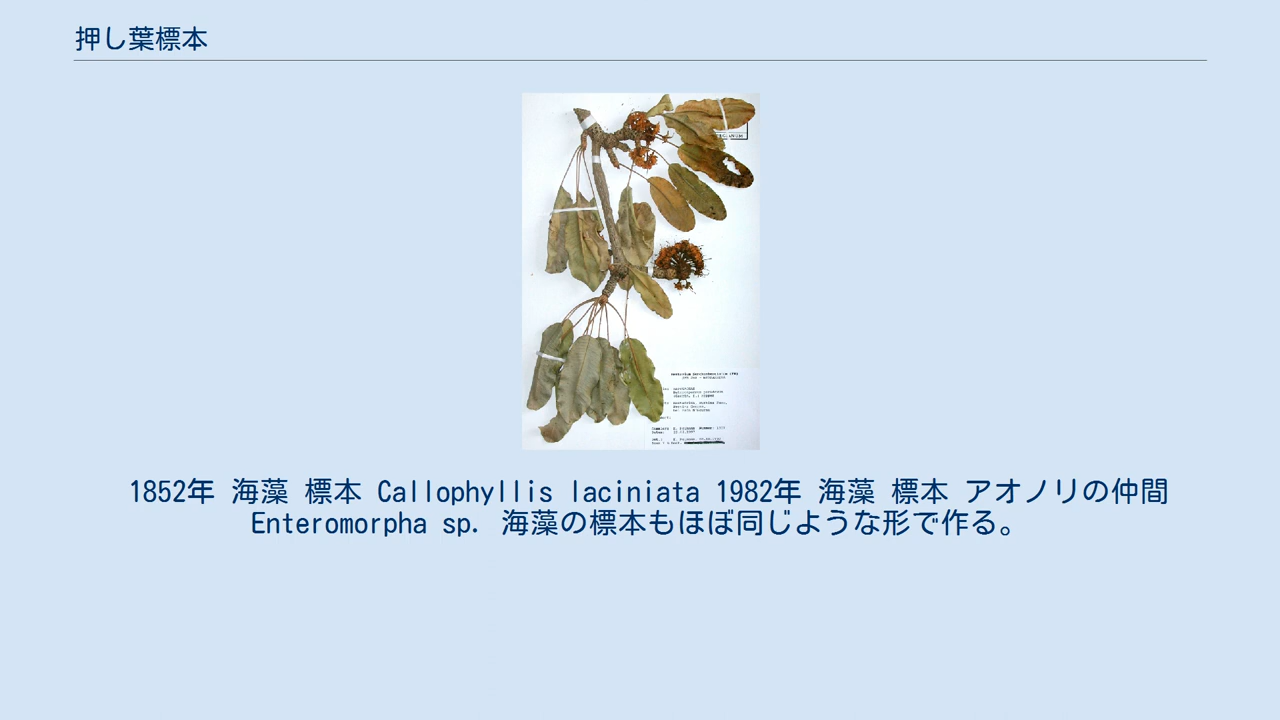 押し葉標本
1852年 海藻 標本 Callophyllis laciniata 1982年 海藻 標本 アオノリの仲間
Enteromorpha sp. 海藻の標本もほぼ同じような形で作る。